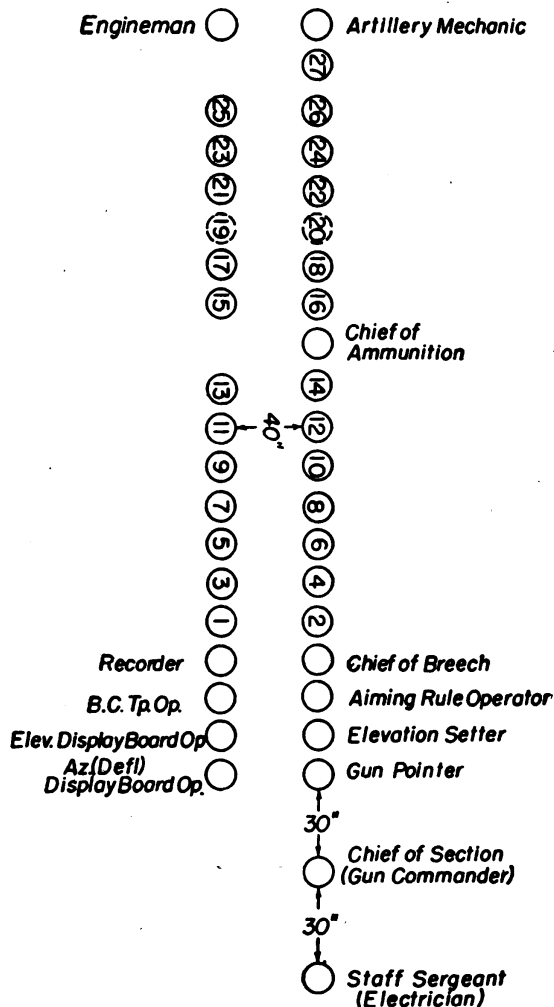 Engineman
Artillery Mechanic
27
25
26
23
24
21
22
19
20
17
18
15
16
Chief of
Ammunition
13
14
11
40"
12
9
10
7
8
5
6
3
4
1
2
Recorder
Chief of Breech
B.C. Tp. Op.
Aiming Rule Operator
Elev. Display Board Op
Elevation Setter
Az.(Defl)
Display Board Op.
Gun Pointer
30"
Chief of Section
(Gun Commander)
30"
Staff Sergeant
(Electrician)